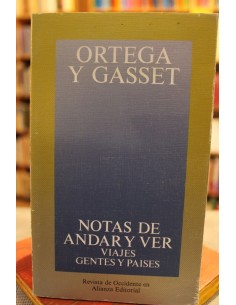 ORTEGA
Y GASSET
NOTAS DE
ANDAR Y VER
VIAJES
GENTES Y PAISES
Revista de Occidente en
Alianza Editorial